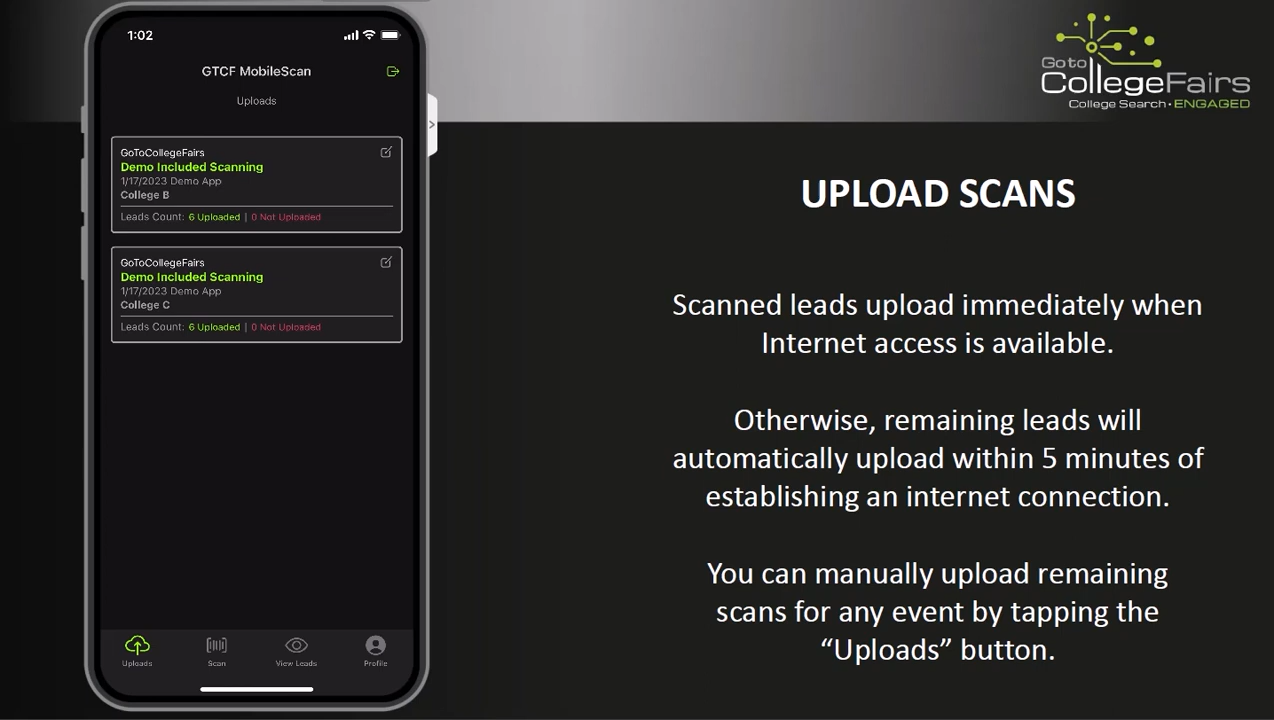 1:02
GTCF MobileScan
Uploads
GoToCollegeFairs
Demo Included Scanning
1/17/2023 Demo App
College B
Leads Count: 6 Uploaded | 0 Not Uploaded
GoToCollegeFairs
Demo Included Scanning
1/17/2023 Demo App
College C
Leads Count: 6 Uploaded | 0 Not Uploaded
Uploads Scan View Leads Profile
Go to
CollegeFairs
College Search • ENGAGED
UPLOAD SCANS
Scanned leads upload immediately when
Internet access is available.
Otherwise, remaining leads will
automatically upload within 5 minutes of
establishing an internet connection.
You can manually upload remaining
scans for any event by tapping the
“Uploads” button.